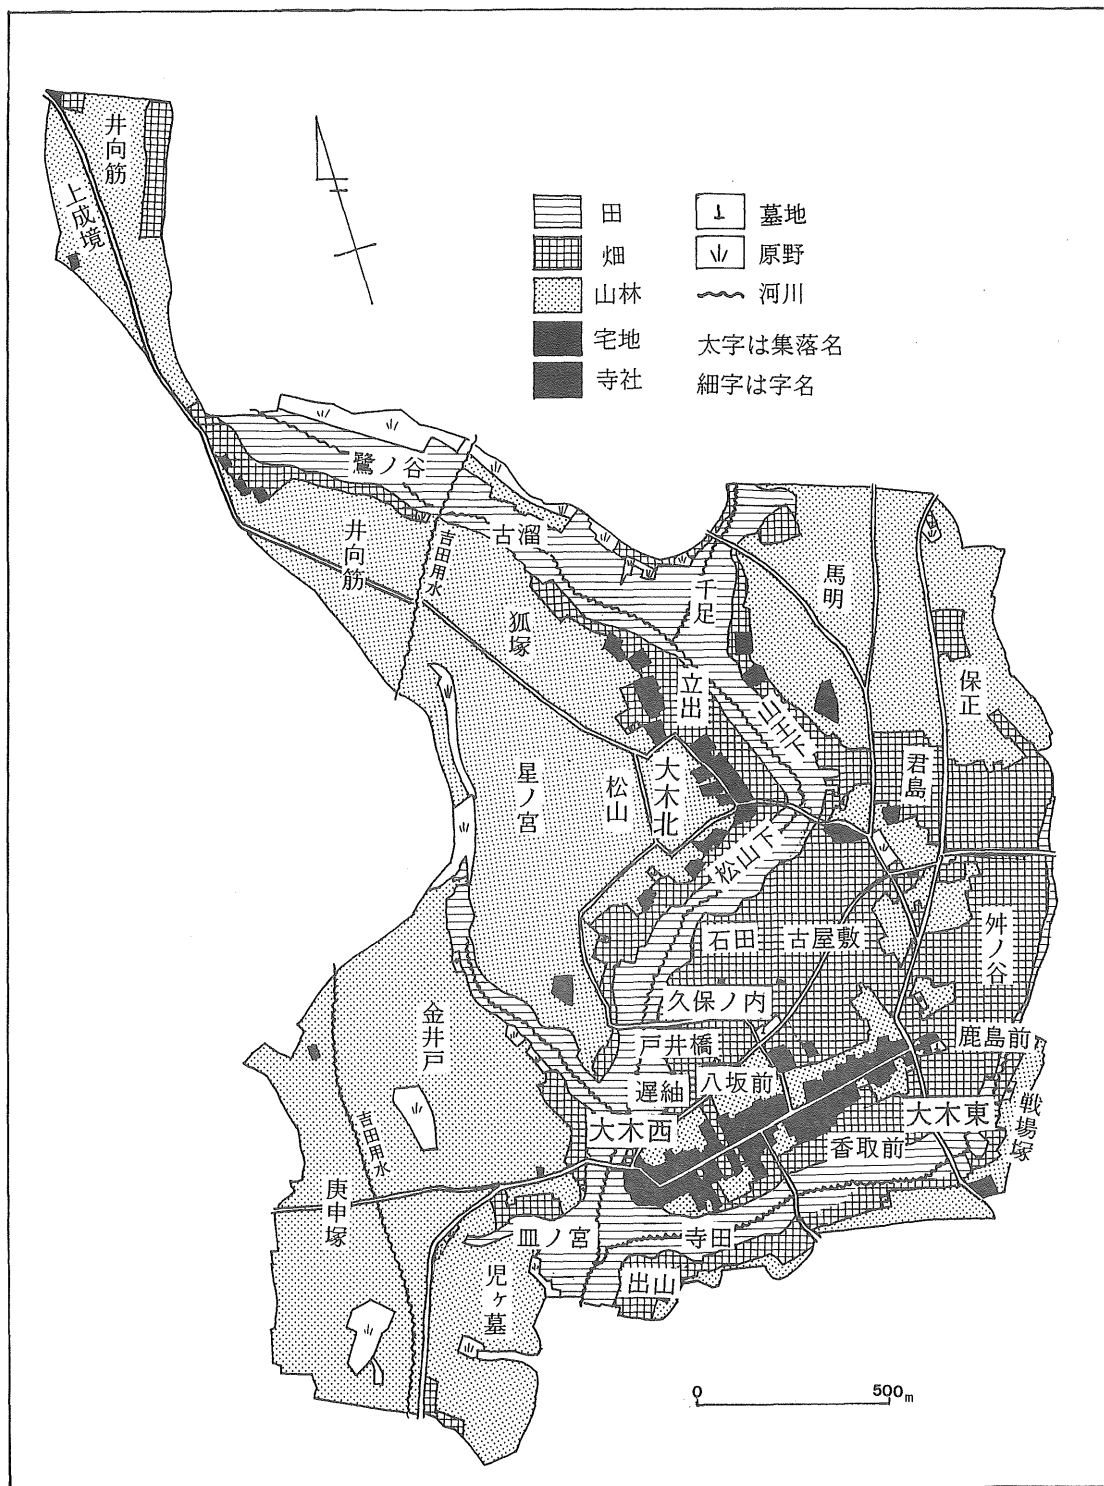 井向筋
上成境
田
畑
山林
宅地
寺社
墓地
原野
河川
太字は集落名
細字は字名
鷺ノ谷
古溜
吉田用水
井向筋
狐塚
千足
馬明
保正
立出
山王下
君島
大木北
松山
星ノ宮
松山下
石田
古屋敷
舛ノ谷
久保ノ内
金井戸
戸井橋
鹿島前
遅紬
八坂前
大木西
大木東
戦場塚
香取前
吉田用水
庚申塚
皿ノ宮
寺田
出山
児ヶ墓
0 500m